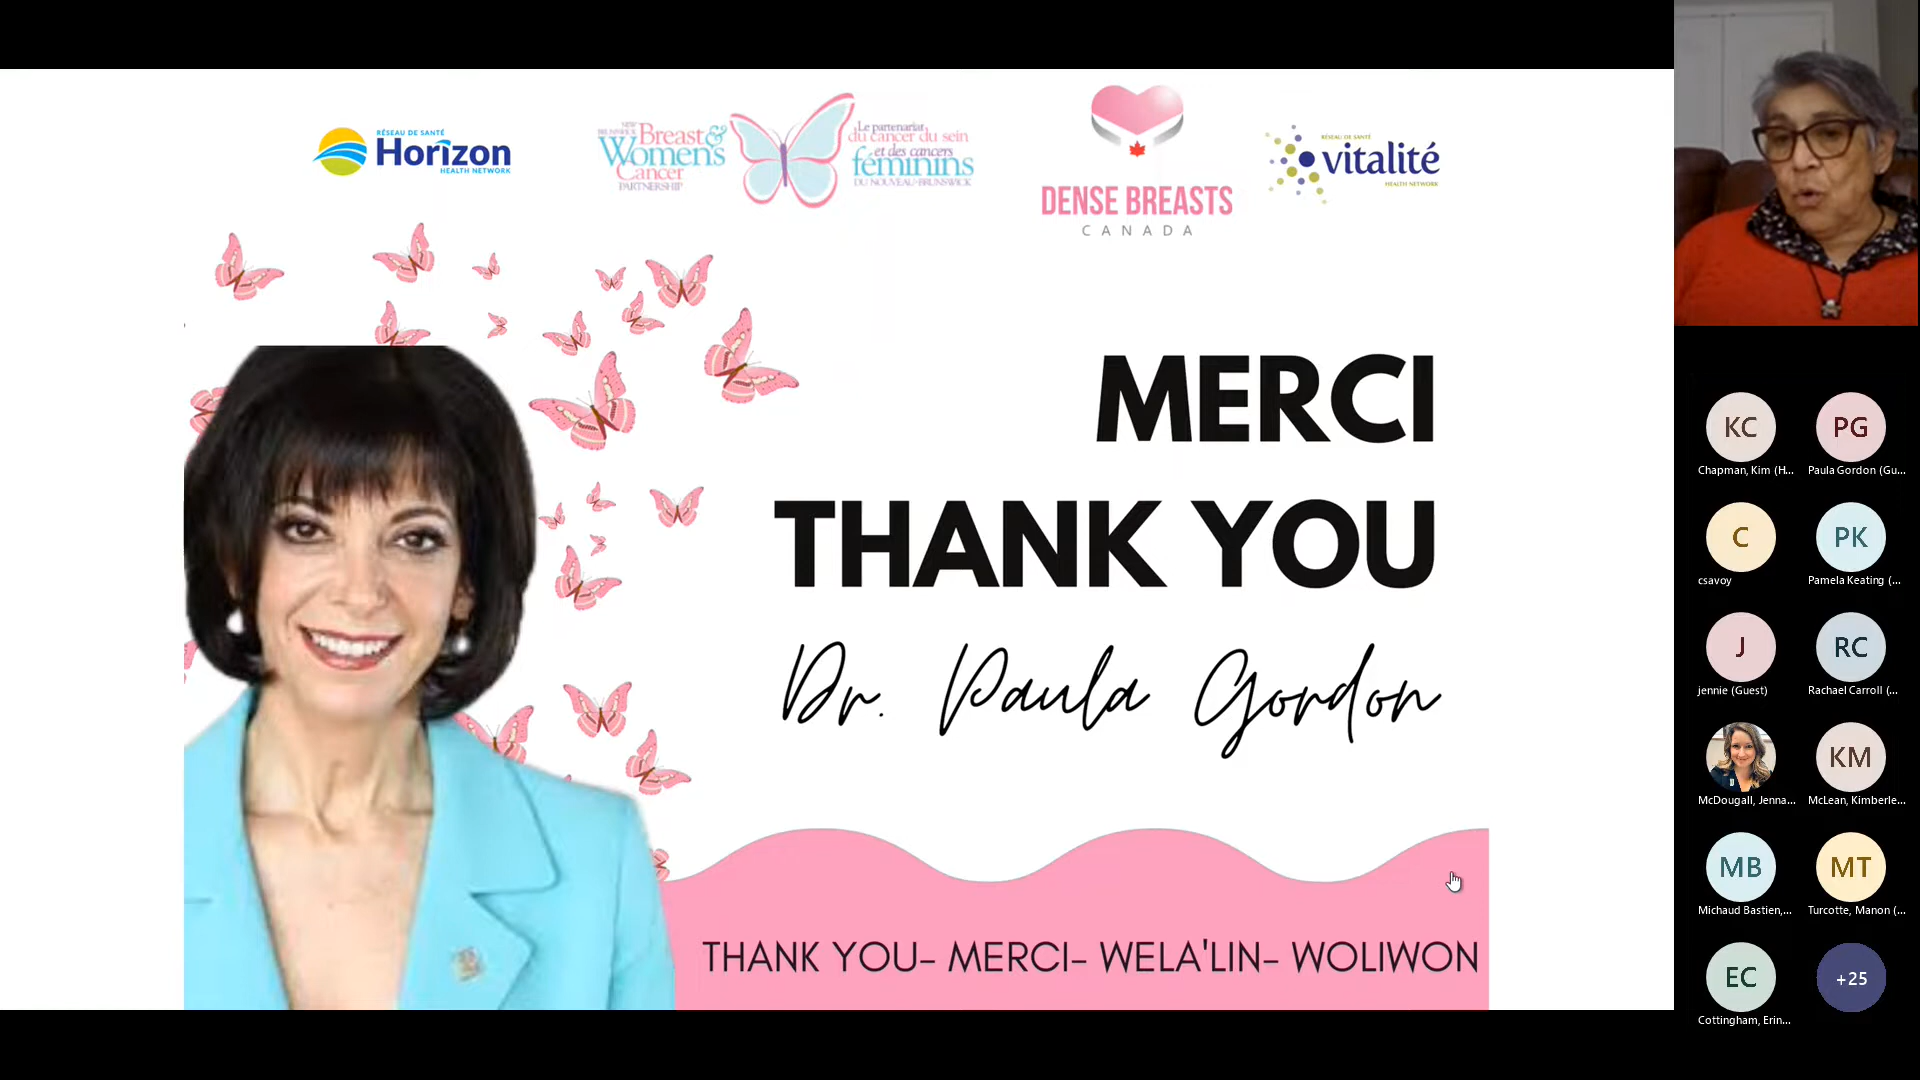 RÉSEAU DE SANTÉ
Horizon
HEALTH NETWORK
NEW
BRUNSWICK
Breast &
Women's
Cancer
PARTNERSHIP
Le partenariat
du cancer du sein
et des cancers
féminins
DU NOUVEAU-BRUNSWICK
DENSE BREASTS
CANADA
RÉSEAU DE SANTÉ
vitalité
HEALTH NETWORK
MERCI
THANK YOU
Dr. Paula Gordon
THANK YOU- MERCI- WELA'LIN- WOLIWON
KC
Chapman, Kim (H...
PG
Paula Gordon (Gu...
C
csavoy
PK
Pamela Keating (...
J
jennie (Guest)
RC
Rachael Carroll (...
McDougall, Jenna...
KM
McLean, Kimberle...
MB
Michaud Bastien,...
MT
Turcotte, Manon (...
EC
Cottingham, Erin...
+25